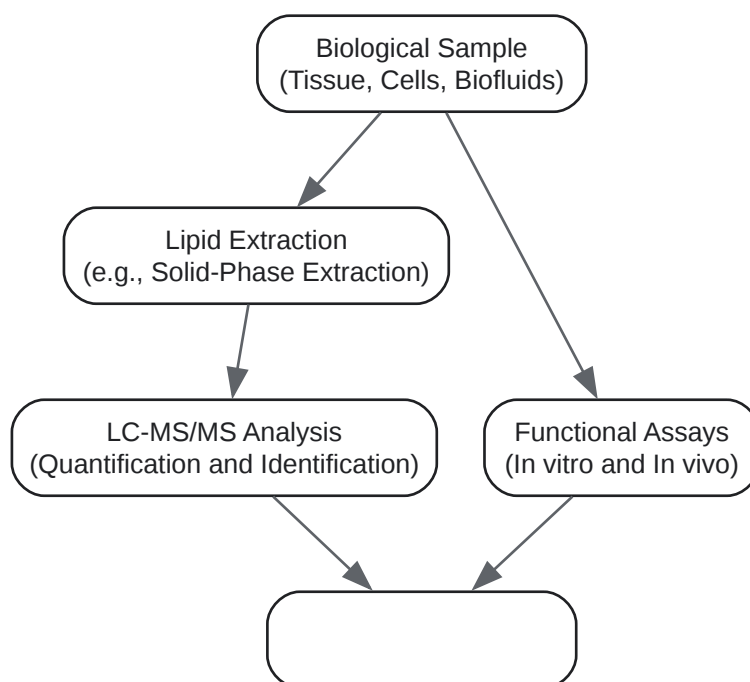 Biological Sample
(Tissue, Cells, Biofluids)
Lipid Extraction
(e.g., Solid-Phase Extraction)
LC-MS/MS Analysis
(Quantification and Identification)
Functional Assays
(In vitro and In vivo)